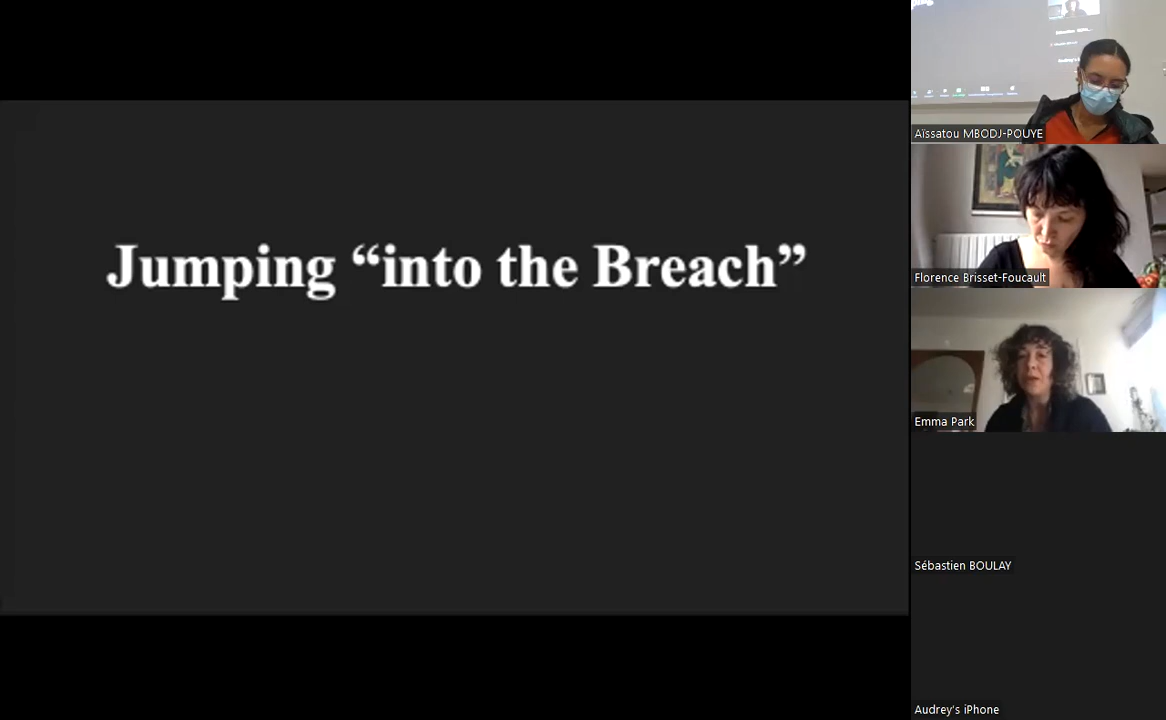 Jumping “into the Breach”
Aïssatou MBODJ-POUYE
Florence Brisset-Foucault
Emma Park
Sébastien BOULAY
Audrey’s iPhone